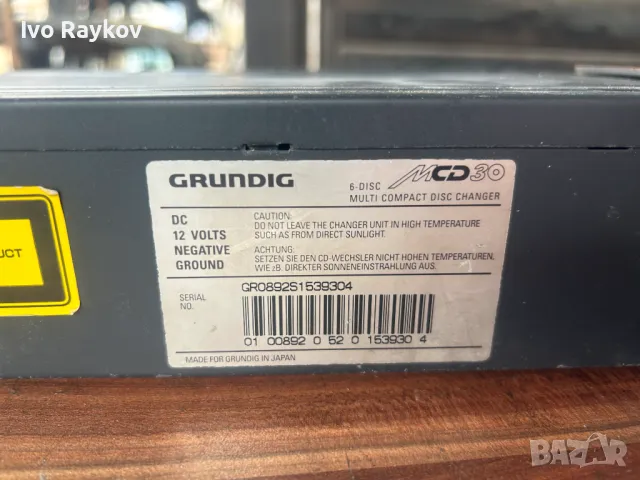 Ivo Raykov
UCT
GRUNDIG
6-DISC MCD30
MULTI COMPACT DISC CHANGER
DC
12 VOLTS
NEGATIVE
GROUND
CAUTION:
DO NOT LEAVE THE CHANGER UNIT IN HIGH TEMPERATURE
SUCH AS FROM DIRECT SUNLIGHT.
ACHTUNG:
SETZEN SIE DEN CD-WECHSLER NICHT HOHEN TEMPERATUREN,
WIE zB. DIREKTER SONNENEINSTRAHLUNG AUS.
SERIAL
NO.
GR0892S1539304
01 00892 0 52 0 153930 4
MADE FOR GRUNDIG IN JAPAN
BAZAR